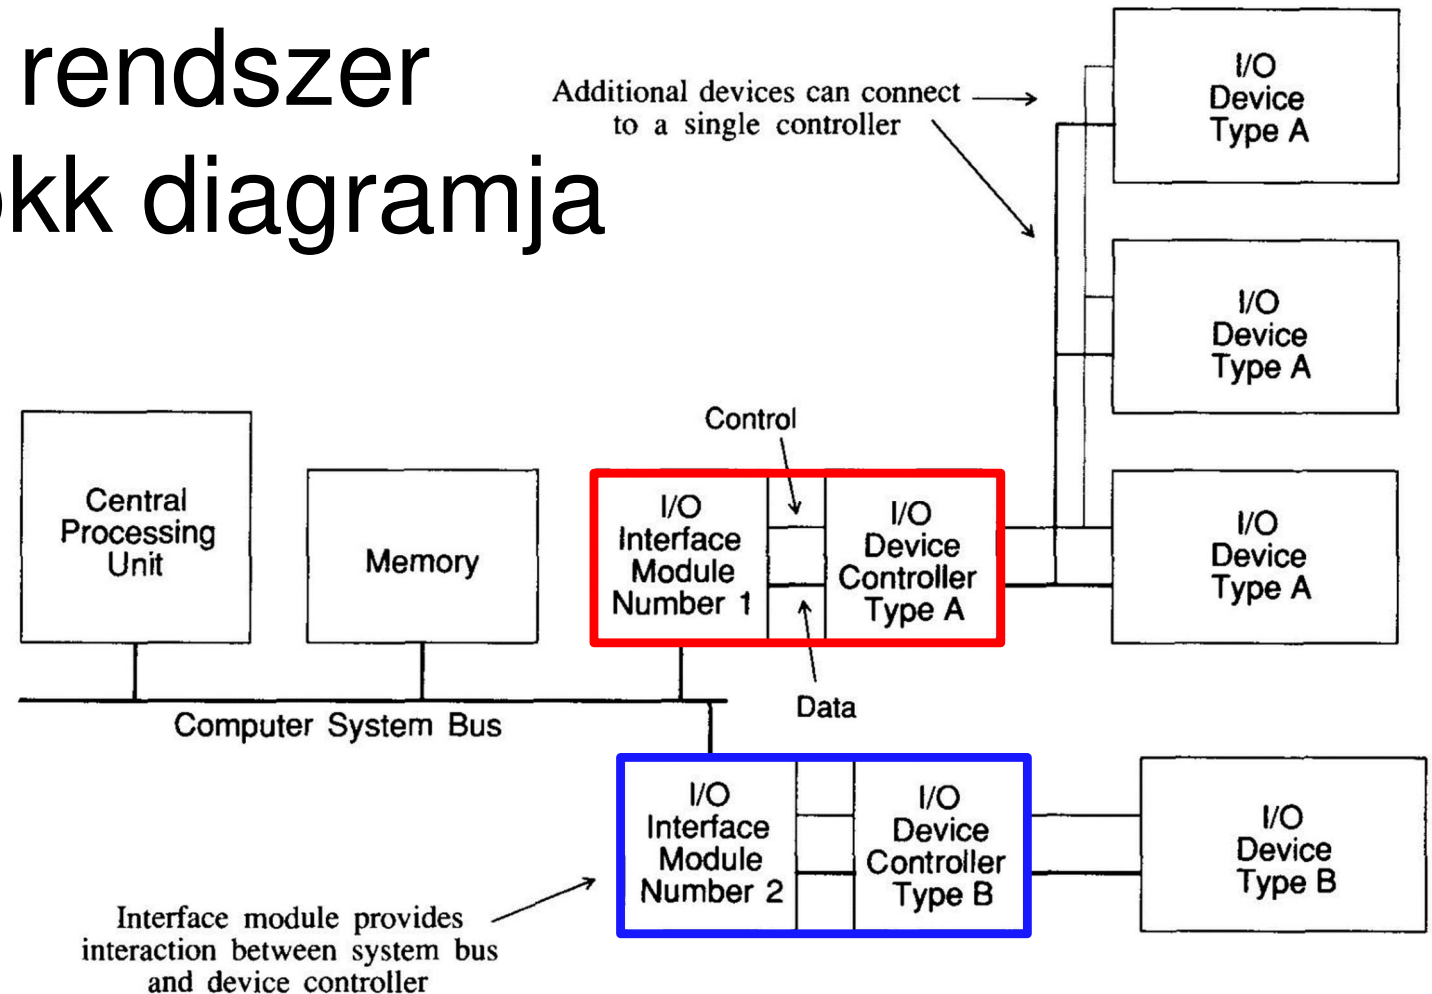 rendszer
kk diagramja
Additional devices can connect
to a single controller
I/O
Device
Type A
I/O
Device
Type A
Control
Central
Processing
Unit
Memory
I/O
Interface
Module
Number 1
I/O
Device
Controller
Type A
I/O
Device
Type A
Data
Computer System Bus
I/O
Interface
Module
Number 2
I/O
Device
Controller
Type B
I/O
Device
Type B
Interface module provides
interaction between system bus
and device controller